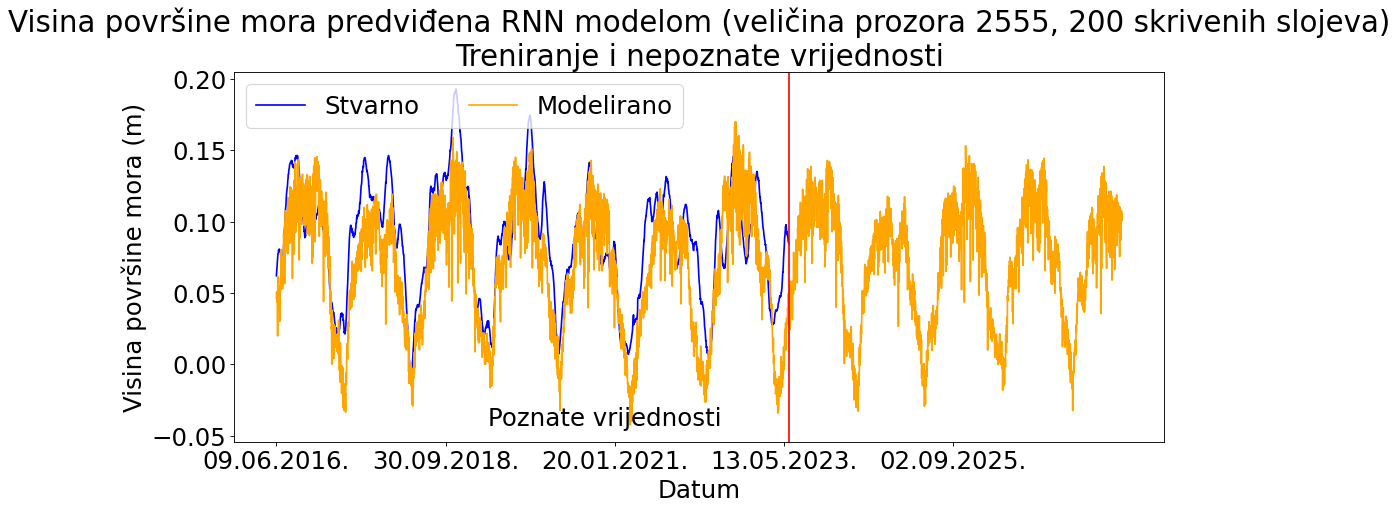 Visina površine mora predviđena RNN modelom (veličina prozora 2555, 200 skrivenih slojeva)
Treniranje i nepoznate vrijednosti
Stvarno
Modelirano
Visina površine mora (m)
0.20
0.15
0.10
0.05
0.00
−0.05
Poznate vrijednosti
09.06.2016.
30.09.2018.
20.01.2021.
13.05.2023.
02.09.2025.
Datum